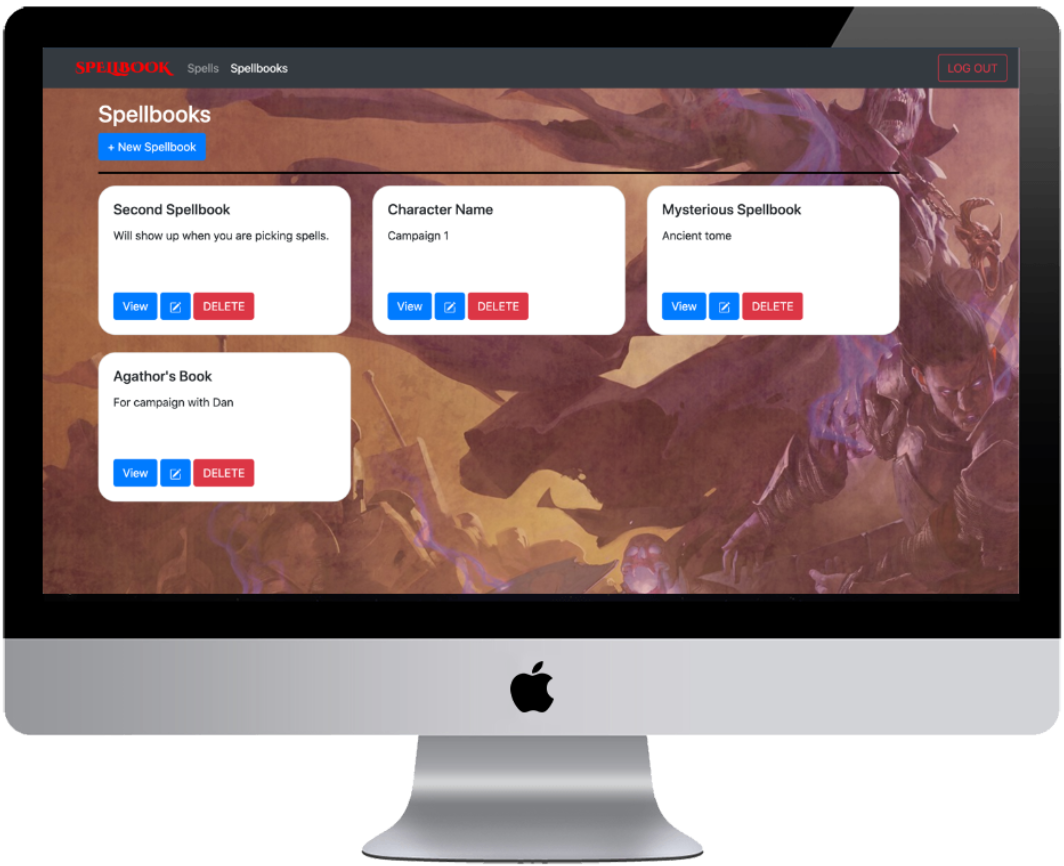 SPELLBOOK Spells Spellbooks LOG OUT
Spellbooks
+ New Spellbook
Second Spellbook
Will show up when you are picking spells.
View DELETE
Character Name
Campaign 1
View DELETE
Mysterious Spellbook
Ancient tome
View DELETE
Agathor's Book
For campaign with Dan
View DELETE